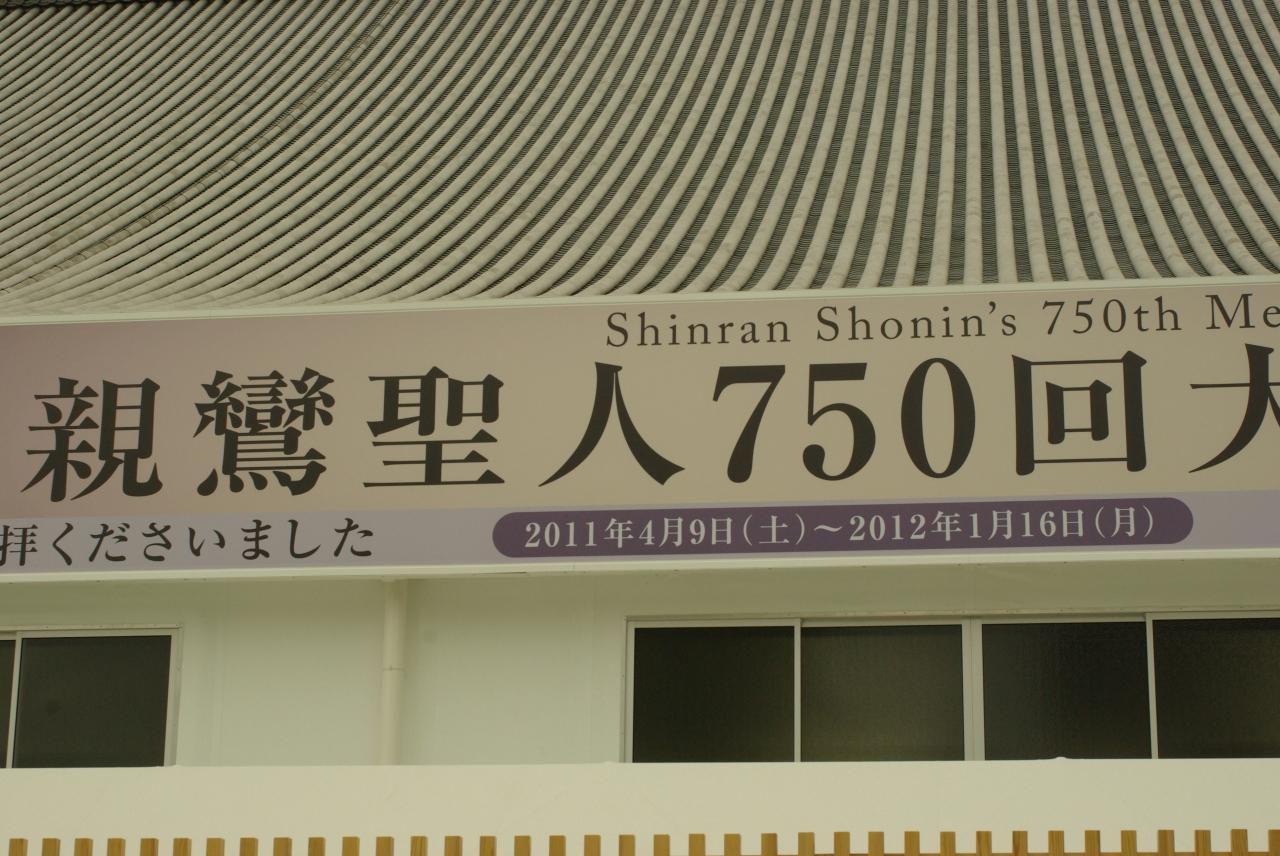 Shinran Shonin's 750th Me
親鸞聖人750回大
拝くださいました
2011年4月9日(土)～2012年1月16日(月)